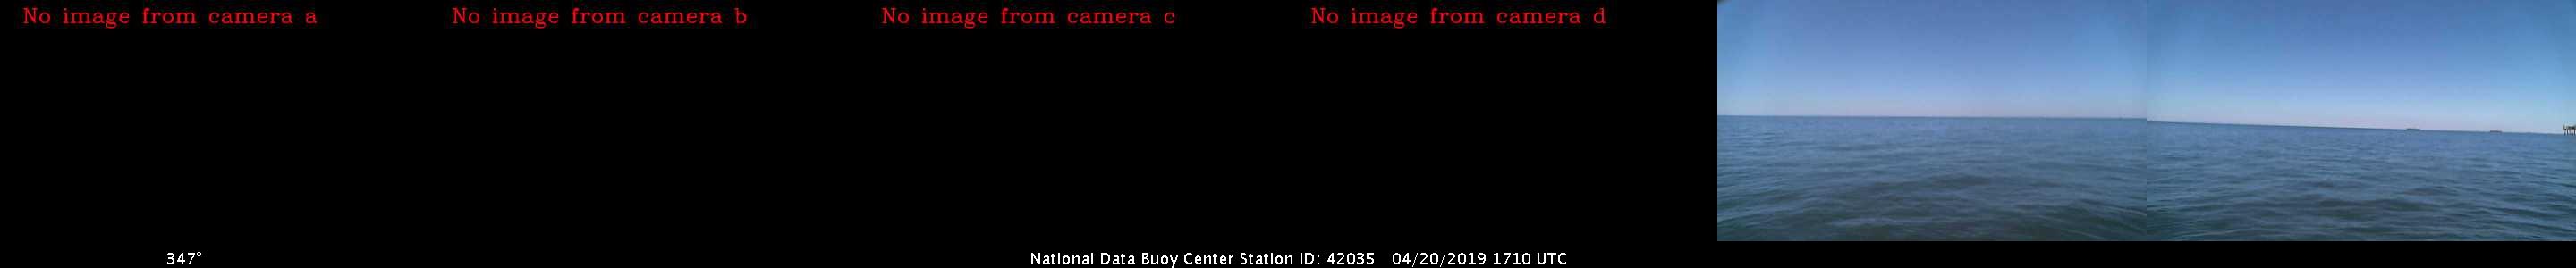 No image from camera a
No image from camera b
No image from camera c
No image from camera d
347°
National Data Buoy Center Station ID: 42035 04/20/2019 1710 UTC